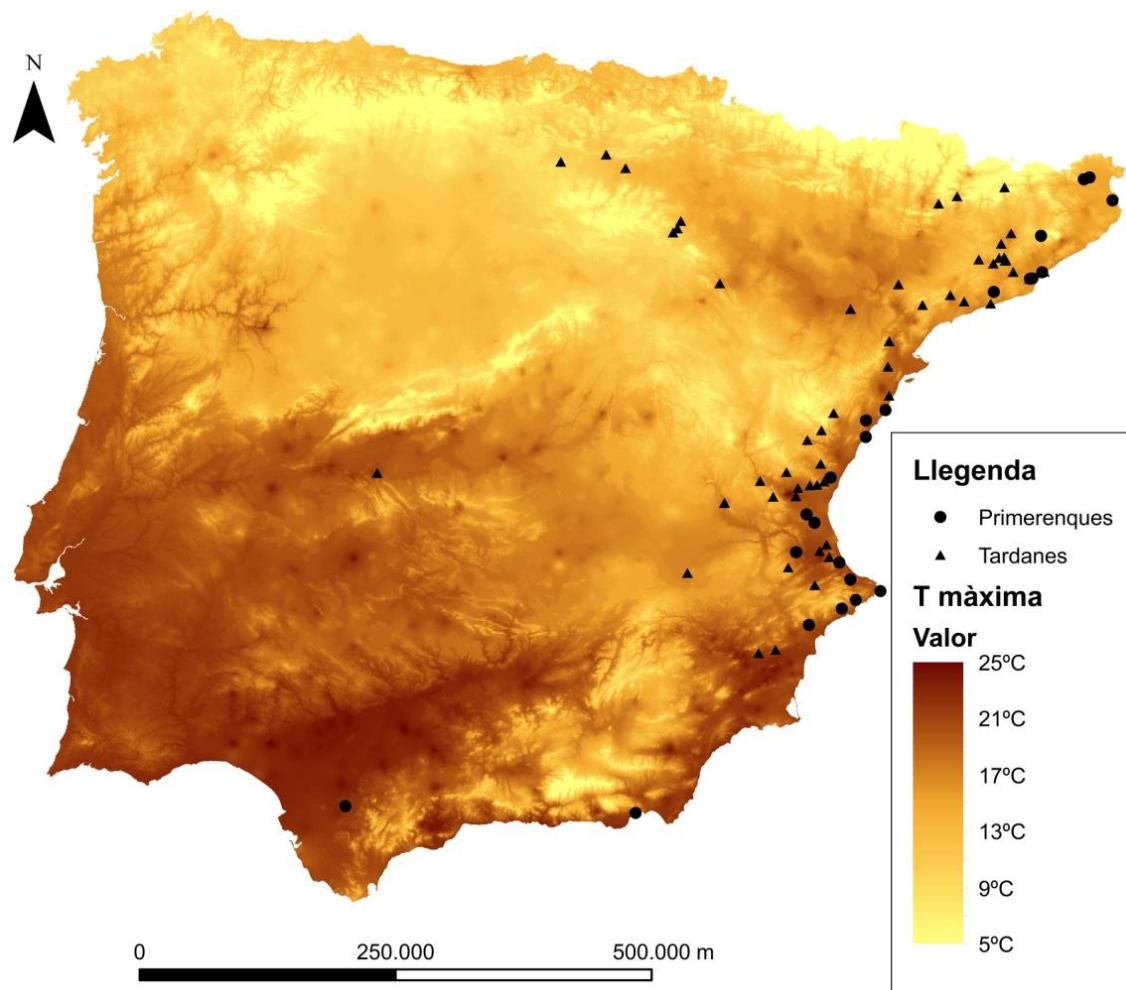 N
Llegenda
Primerenques
Tardanes
T màxima
Valor
25ºC
21ºC
17ºC
13ºC
9ºC
5ºC
0 250.000 500.000 m